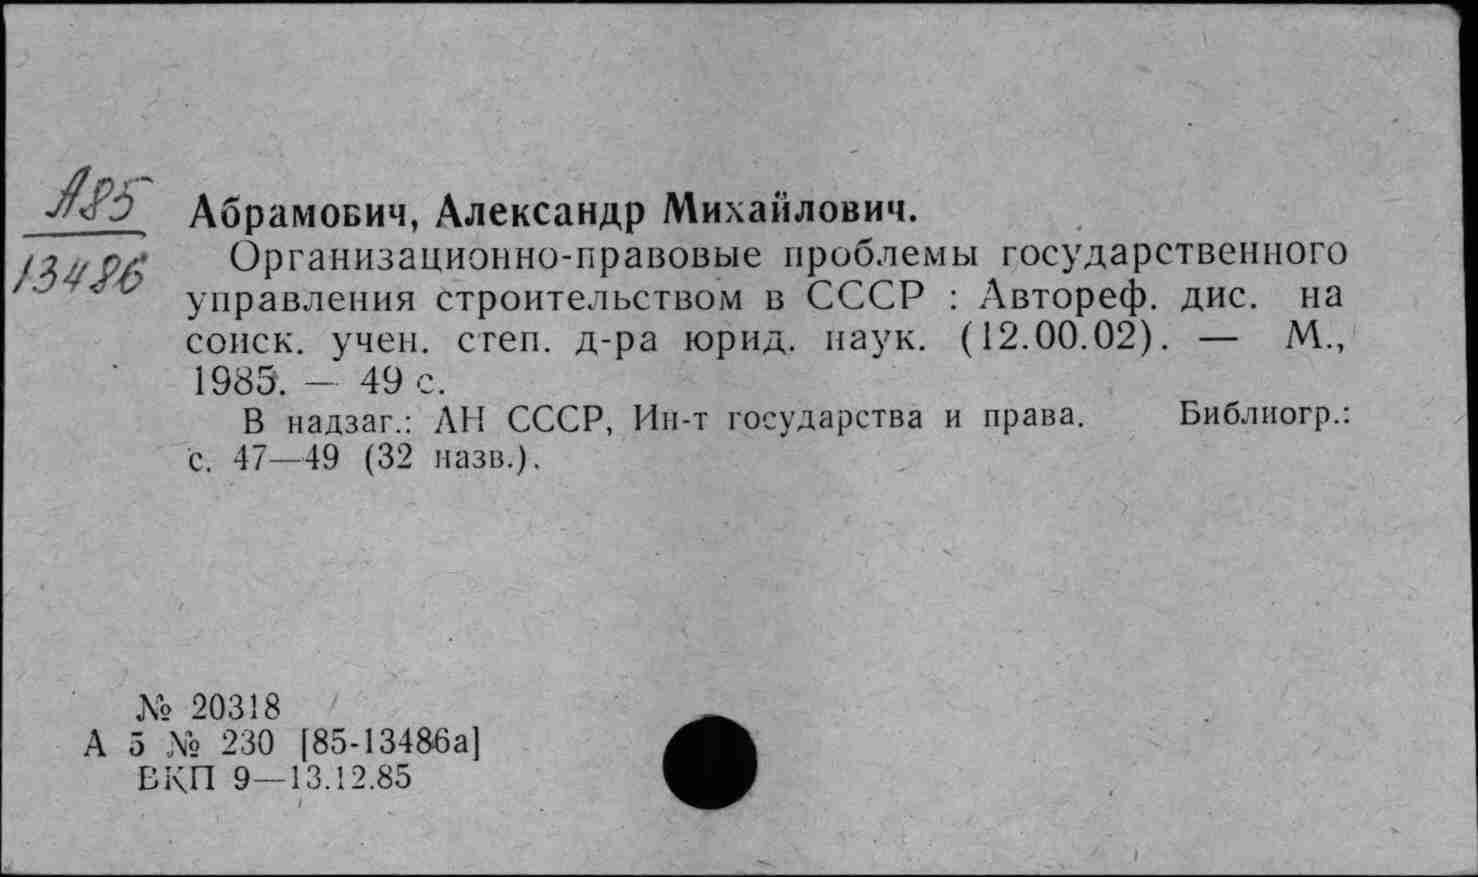 А85
13486
Абрамович, Александр Михайлович.
Организационно-правовые проблемы государственного
управления строительством в СССР : Автореф. дис. на
соиск. учен. степ. д-ра юрид. наук. (12.00.02). — М.,
1985. — 49 с.
В надзаг.: АН СССР, Ин-т государства и права. Библиогр.:
с. 47—49 (32 назв.).
№ 20318
А 5 № 230 [85-13486а]
ВКП 9—13.12.85